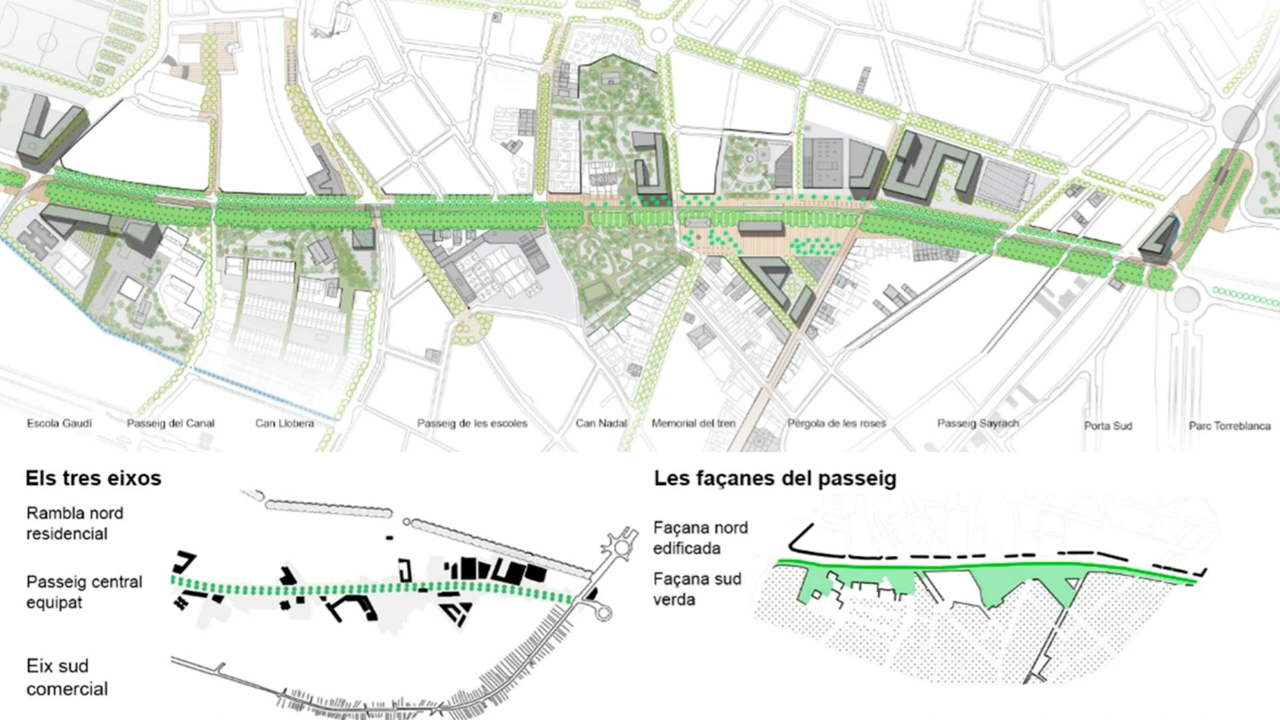 Escola Gaudí
Passeig del Canal
Can Llobera
Passeig de les escoles
Can Nadal
Memorial del tren
Pèrgola de les roses
Passeig Sayrach
Porta Sud
Parc Torreblanca
Els tres eixos
Rambla nord
residencial
Passeig central
equipat
Eix sud
comercial
Les façanes del passeig
Façana nord
edificada
Façana sud
verda